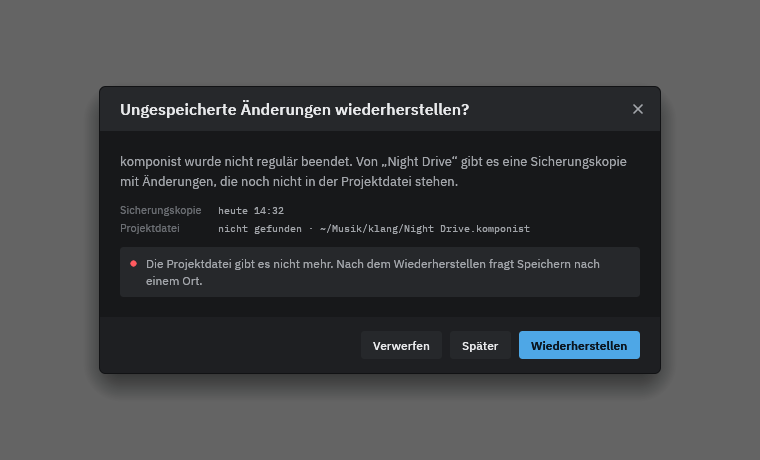 Ungespeicherte Änderungen wiederherstellen?
komponist wurde nicht regulär beendet. Von „Night Drive“ gibt es eine Sicherungskopie
mit Änderungen, die noch nicht in der Projektdatei stehen.
Sicherungskopie heute 14:32
Projektdatei nicht gefunden · ~/Musik/klang/Night Drive.komponist
Die Projektdatei gibt es nicht mehr. Nach dem Wiederherstellen fragt Speichern nach
einem Ort.
Verwerfen Später Wiederherstellen